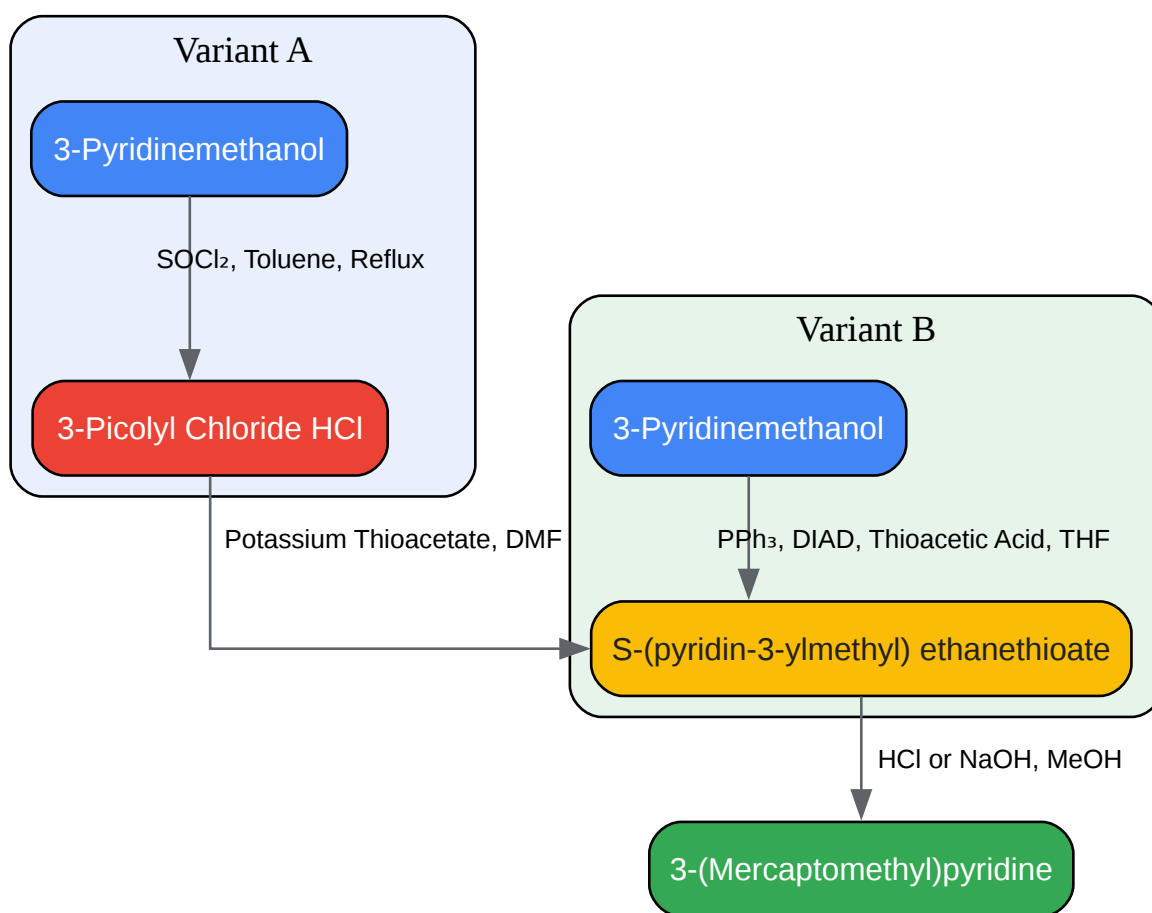 Variant A
3-Pyridinemethanol
SOCl₂, Toluene, Reflux
3-Picolyl Chloride HCl
Potassium Thioacetate, DMF
Variant B
3-Pyridinemethanol
PPh₃, DIAD, Thioacetic Acid, THF
S-(pyridin-3-ylmethyl) ethanethioate
HCl or NaOH, MeOH
3-(Mercaptomethyl)pyridine